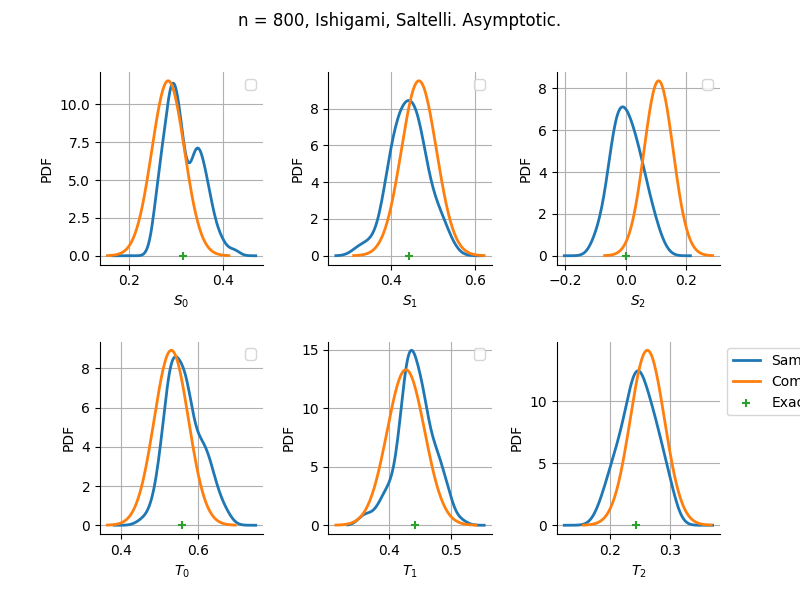 n = 800, Ishigami, Saltelli. Asymptotic.
PDF
10.0
7.5
5.0
2.5
0.0
0.2
0.4
S_0
PDF
8
6
4
2
0
0.4
0.6
S_1
PDF
8
6
4
2
0
−0.2
0.0
0.2
S_2
PDF
8
6
4
2
0
0.4
0.6
T_0
PDF
15
10
5
0
0.4
0.5
T_1
PDF
10
5
0
0.2
0.3
T_2
Sam
Com
Exac